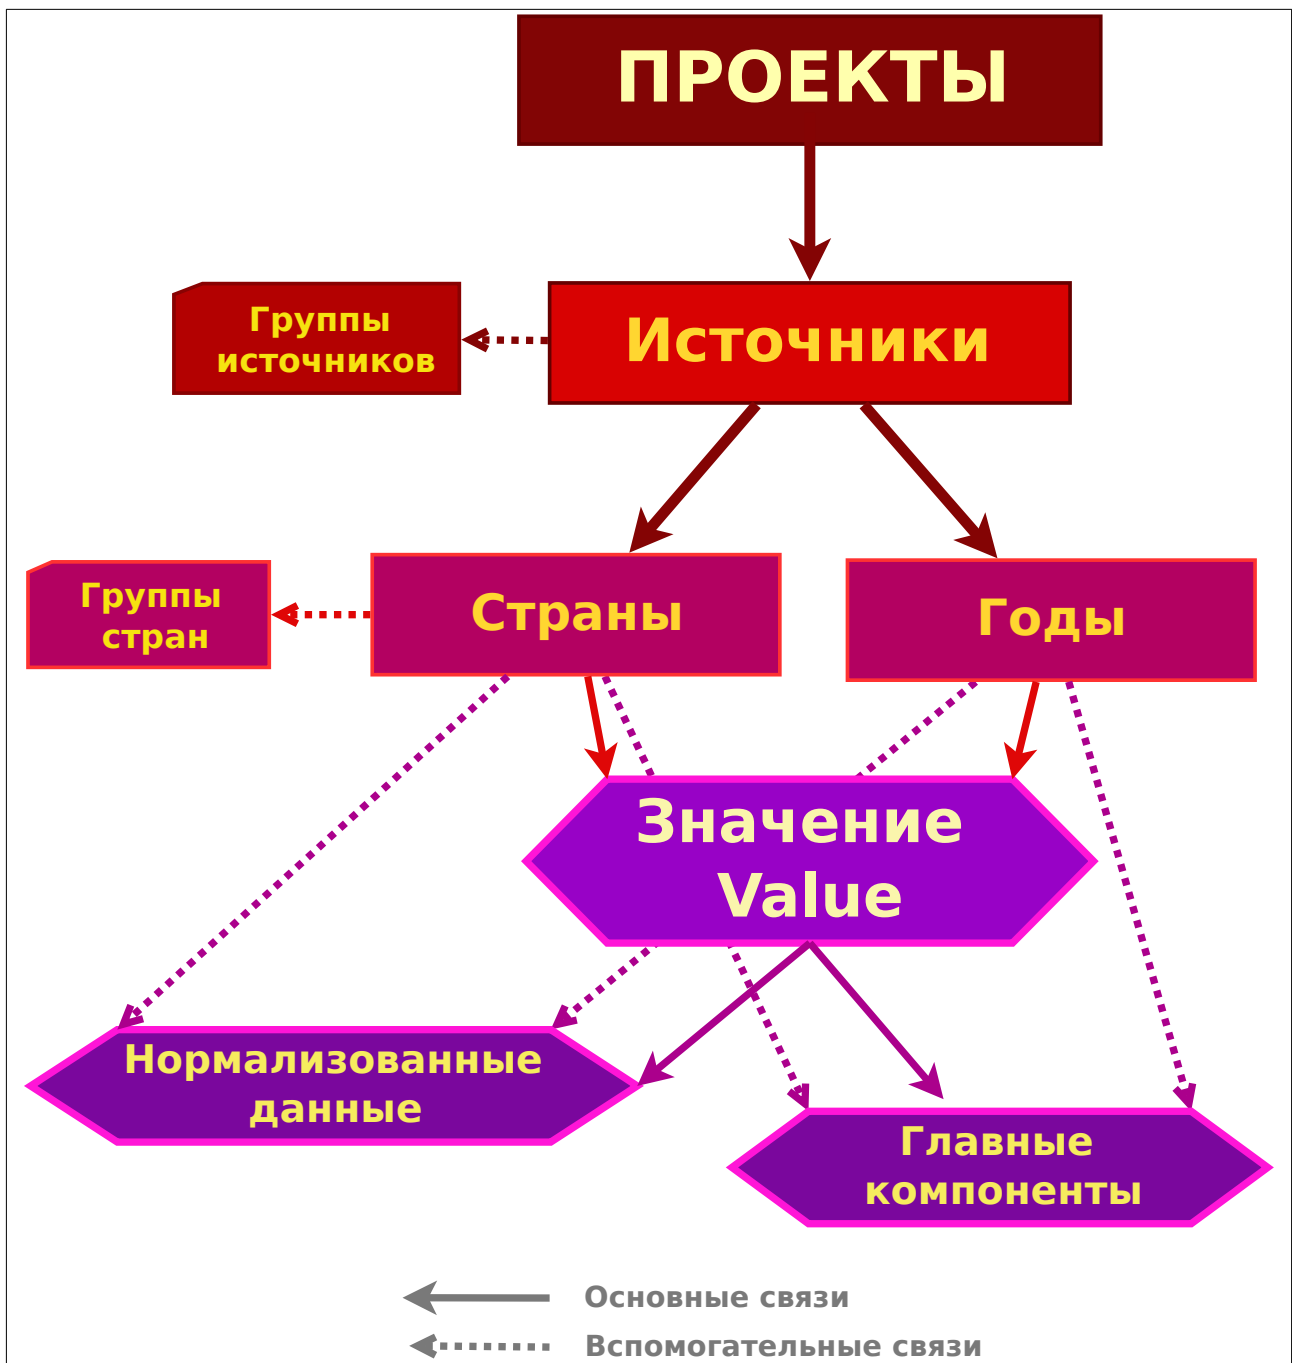 ПРОЕКТЫ
Группы
источников
Источники
Группы
стран
Страны
Годы
Значение
Value
Нормализованные
данные
Главные
компоненты
Основные связи
Вспомогательные связи